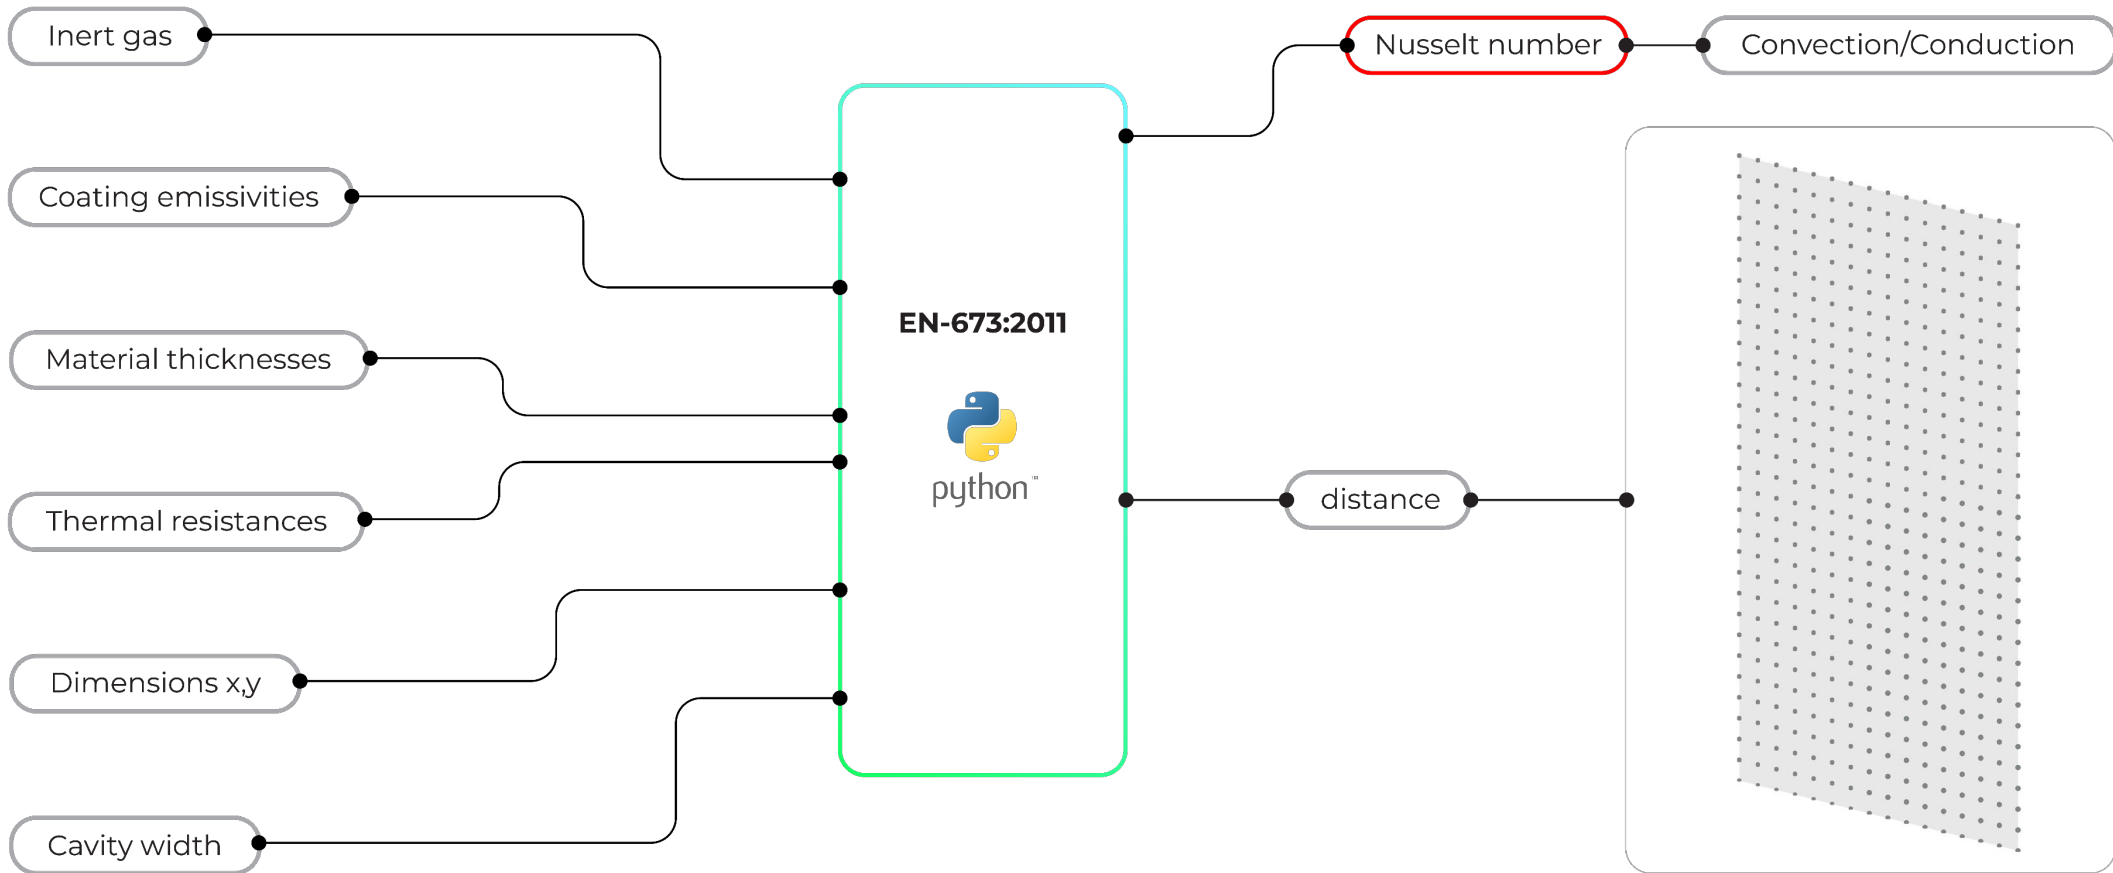 Inert gas
Coating emissivities
Material thicknesses
Thermal resistances
Dimensions x,y
Cavity width
EN-673:2011
python™
Nusselt number
Convection/Conduction
distance